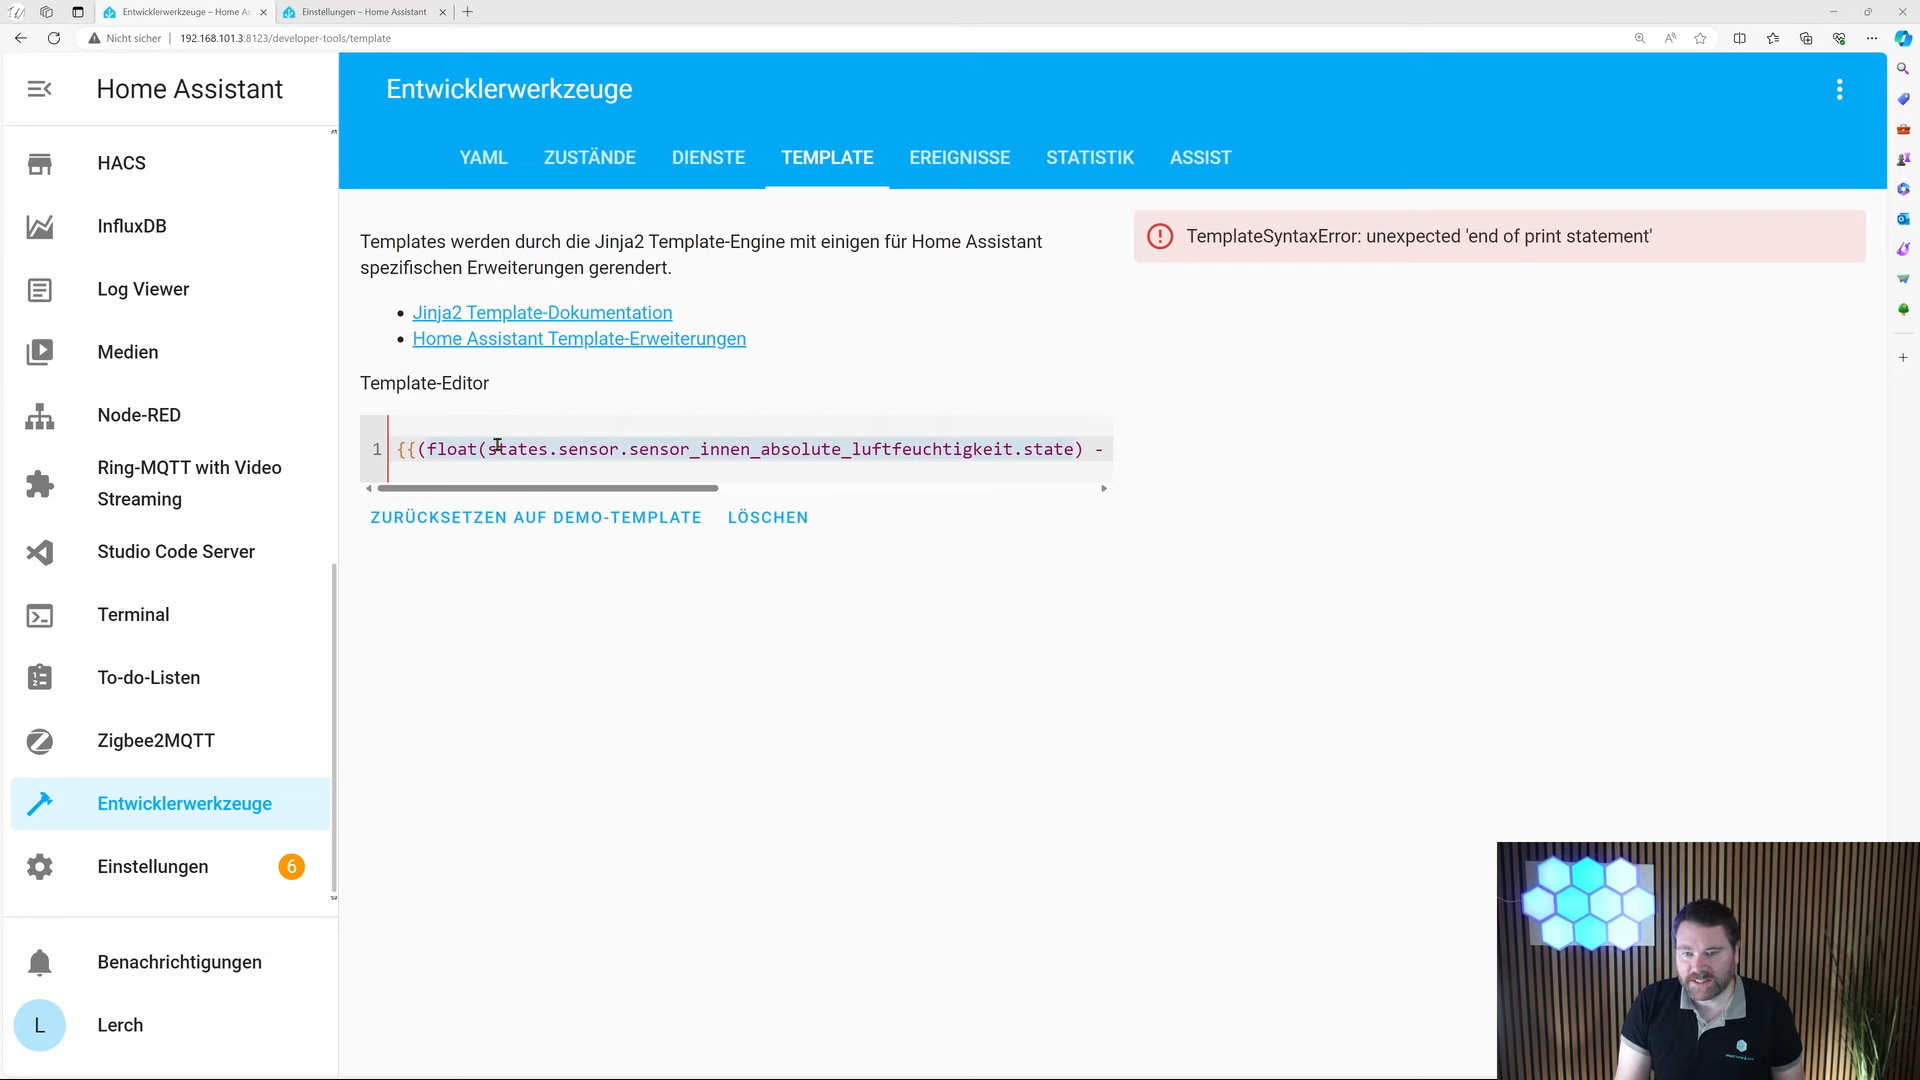 Entwicklerwerkzeuge – Home As
Einstellungen – Home Assistant
Nicht sicher
192.168.101.3:8123/developer-tools/template
Home Assistant
Entwicklerwerkzeuge
YAML
ZUSTÄNDE
DIENSTE
TEMPLATE
EREIGNISSE
STATISTIK
ASSIST
HACS
InfluxDB
Log Viewer
Medien
Node-RED
Ring-MQTT with Video
Streaming
Studio Code Server
Terminal
To-do-Listen
Zigbee2MQTT
Entwicklerwerkzeuge
Einstellungen
6
Benachrichtigungen
L
Lerch
Templates werden durch die Jinja2 Template-Engine mit einigen für Home Assistant
spezifischen Erweiterungen gerendert.
Jinja2 Template-Dokumentation
Home Assistant Template-Erweiterungen
Template-Editor
1
{{(float(states.sensor.sensor_innen_absolute_luftfeuchtigkeit.state) -
ZURÜCKSETZEN AUF DEMO-TEMPLATE
LÖSCHEN
TemplateSyntaxError: unexpected 'end of print statement'